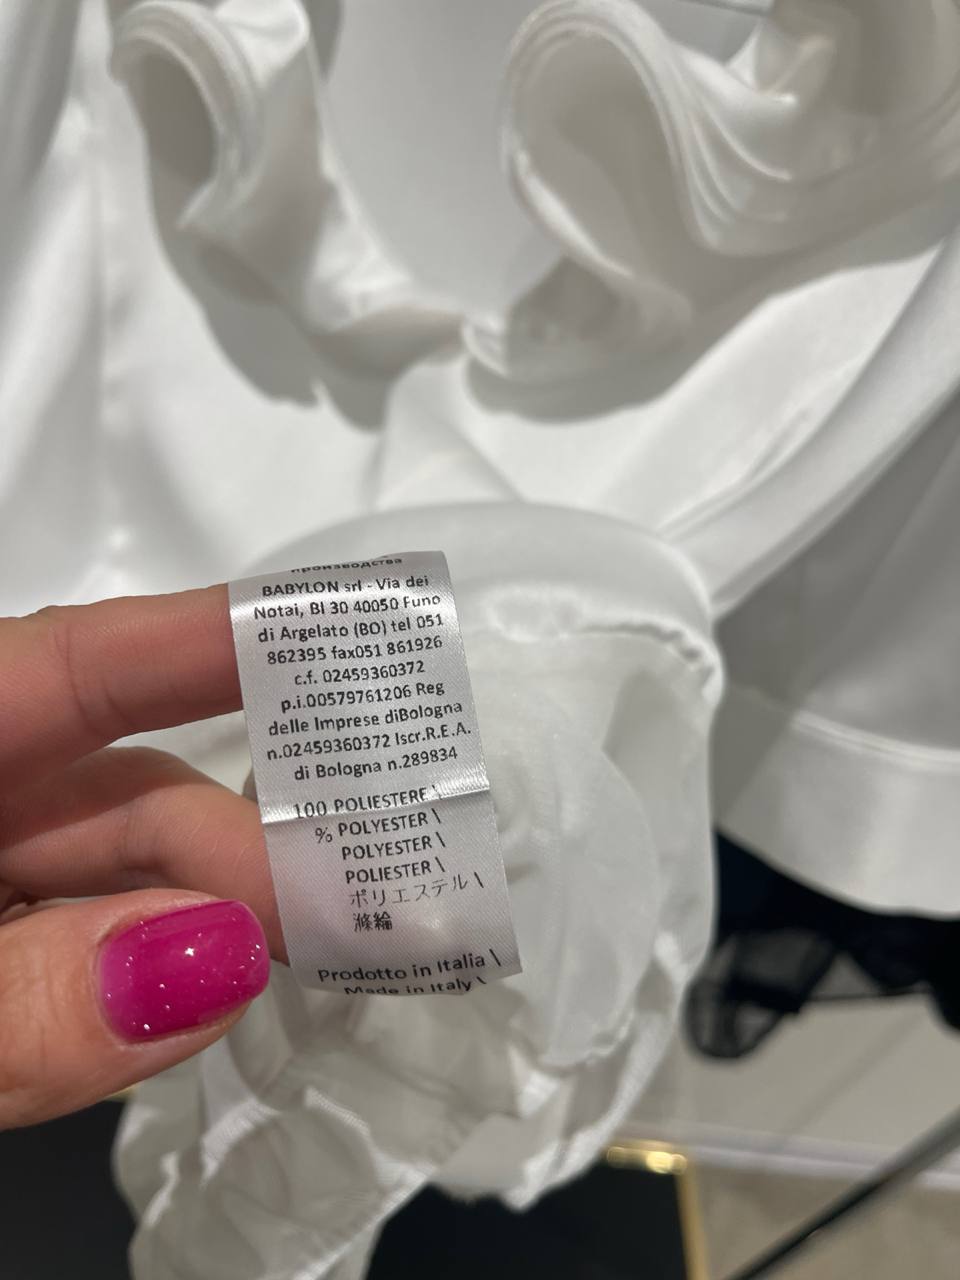 производства
BABYLON srl - Via dei
Notai, Bl 30 40050 Funo
di Argelato (BO) tel 051
862395 fax051 861926
c.f. 02459360372
p.i.00579761206 Reg
delle Imprese diBologna
n.02459360372 Iscr.R.E.A.
di Bologna n.289834
100 POLIESTERE \
% POLYESTER \
POLYESTER \
POLIESTER \
ポリエステル \
滌綸
Prodotto in Italia \
Made in Italy \